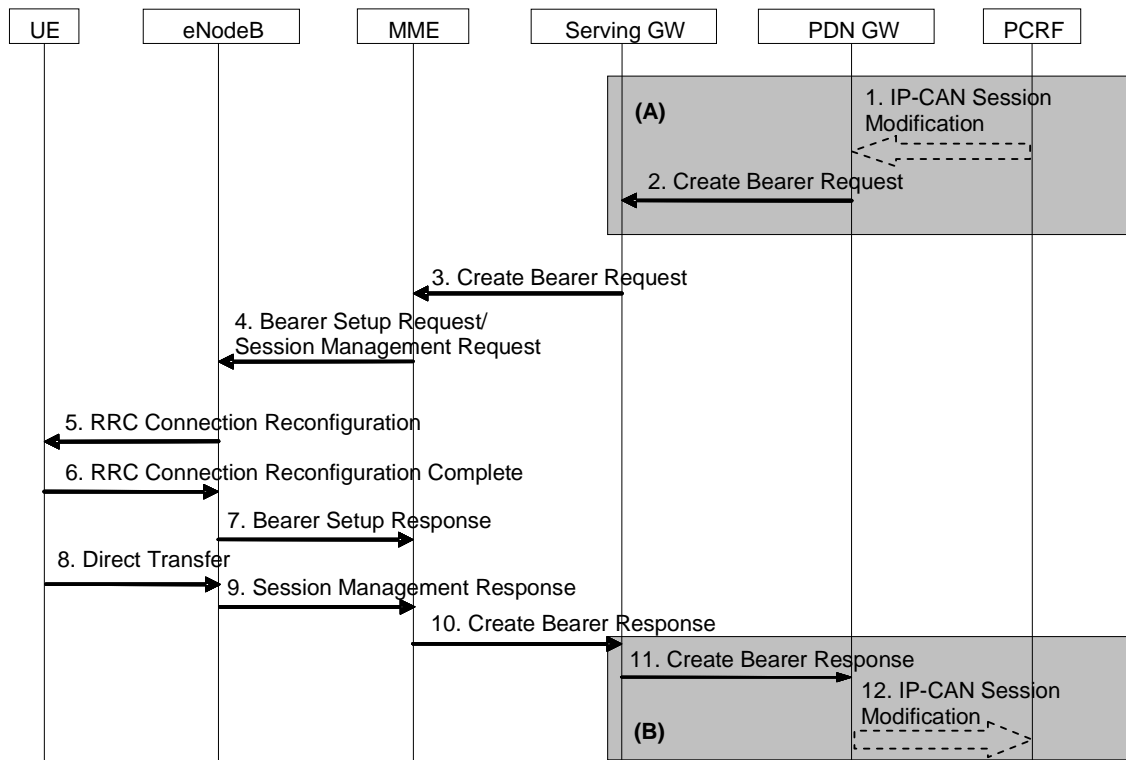 UE
eNodeB
MME
Serving GW
PDN GW
PCRF
(A)
1. IP-CAN Session
Modification
2. Create Bearer Request
3. Create Bearer Request
4. Bearer Setup Request/
Session Management Request
5. RRC Connection Reconfiguration
6. RRC Connection Reconfiguration Complete
7. Bearer Setup Response
8. Direct Transfer
9. Session Management Response
10. Create Bearer Response
11. Create Bearer Response
12. IP-CAN Session
Modification
(B)